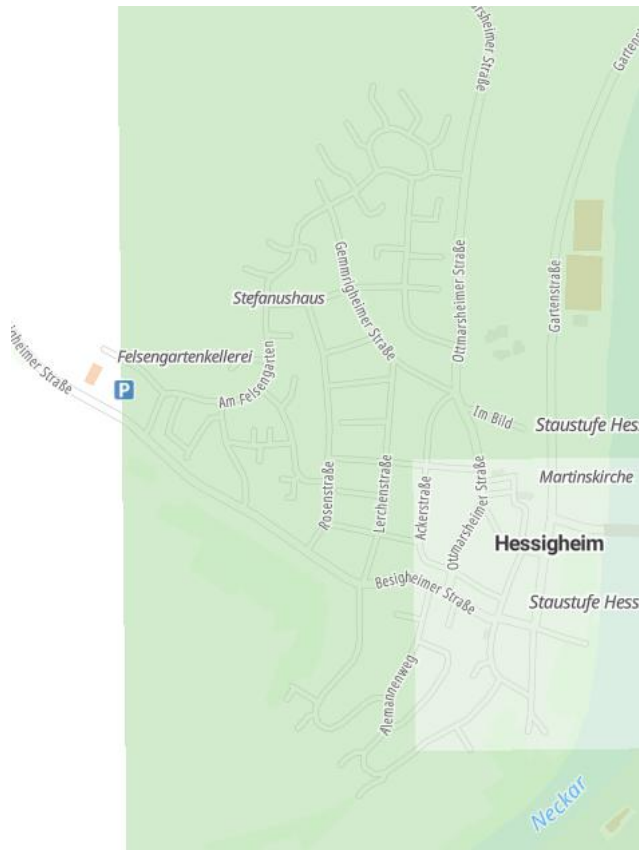 Ottmarsheimer Straße
Gemmrigheimer Straße
Stefanushaus
Ottmarsheimer Straße
Gartenstraße
Felsengartenkellerei
P
Am Felsengarten
Im Bild
Staustufe Hess
Martinskirche
Rosenstraße
Lerchenstraße
Ackerstraße
Ottmarsheimer Straße
Hessigheim
Besigheimer Straße
Staustufe Hess
Alemannenweg
Neckar